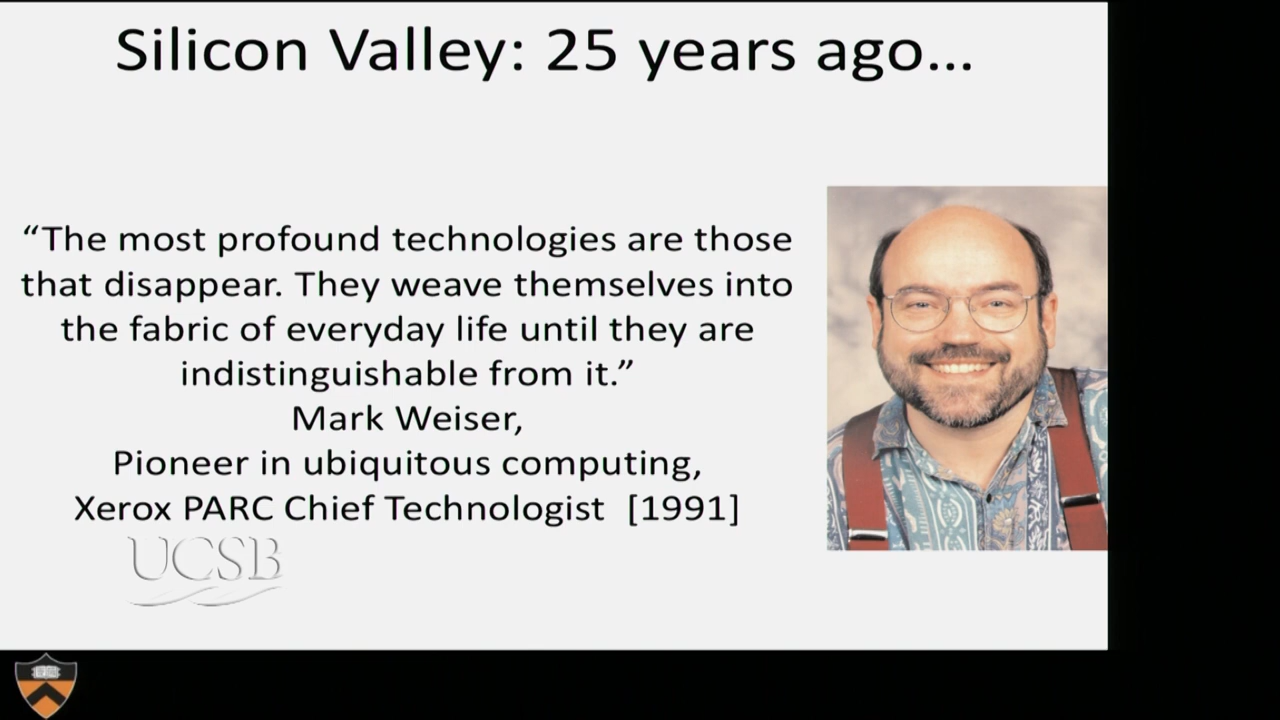 Silicon Valley: 25 years ago...
“The most profound technologies are those
that disappear. They weave themselves into
the fabric of everyday life until they are
indistinguishable from it.”
Mark Weiser,
Pioneer in ubiquitous computing,
Xerox PARC Chief Technologist [1991]
UCSB